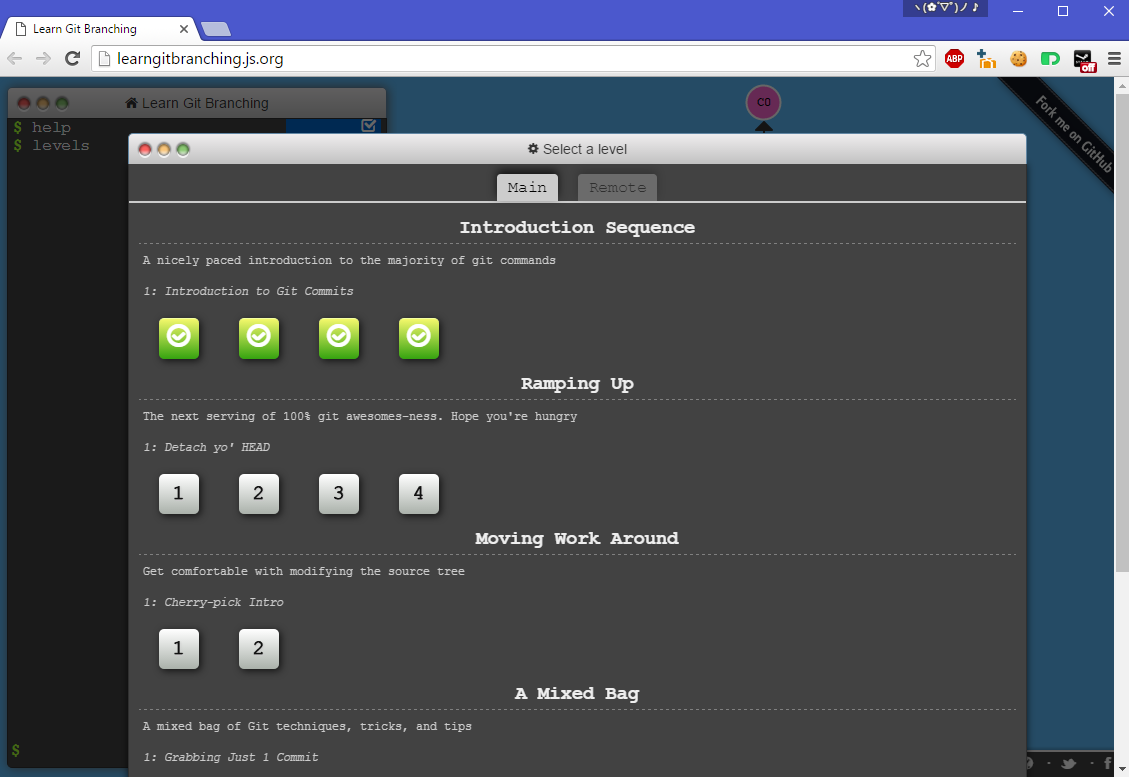 ヽ(✿ﾟ▽ﾟ)ノ ♪
Learn Git Branching
learngitbranching.js.org
ABP
off
Learn Git Branching
$ help
$ levels
C0
Fork me on GitHub
Select a level
Main Remote
Introduction Sequence
A nicely paced introduction to the majority of git commands
1: Introduction to Git Commits
Ramping Up
The next serving of 100% git awesomes-ness. Hope you're hungry
1: Detach yo' HEAD
1 2 3 4
Moving Work Around
Get comfortable with modifying the source tree
1: Cherry-pick Intro
1 2
A Mixed Bag
A mixed bag of Git techniques, tricks, and tips
1: Grabbing Just 1 Commit
$